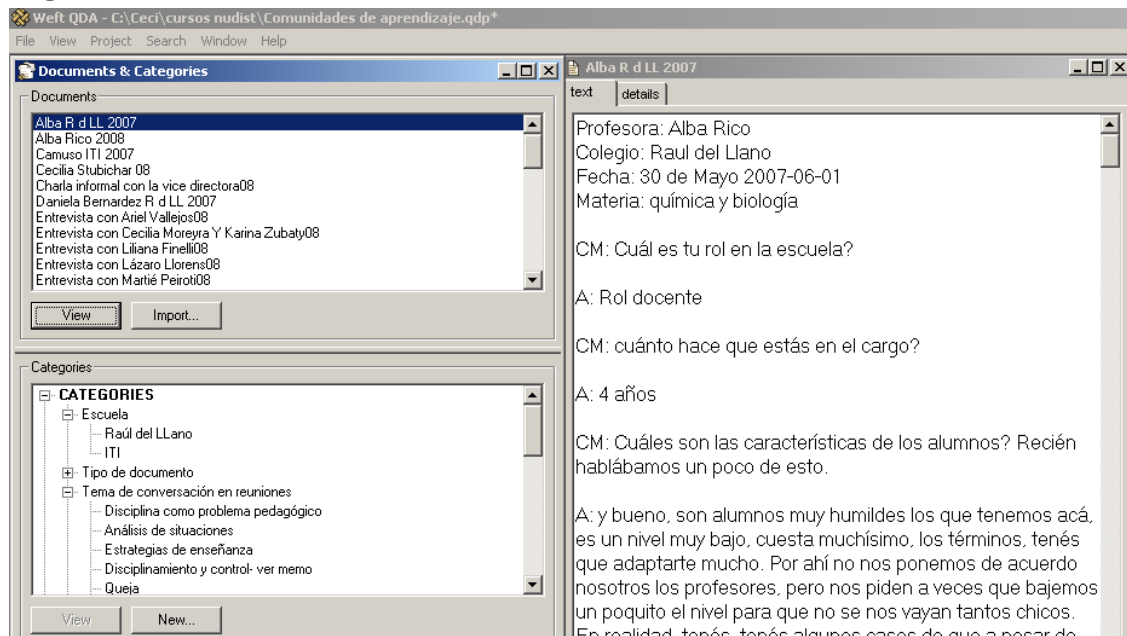 Weft QDA - C:\Ceci\cursos nudist\Comunidades de aprendizaje.qdp*
File View Project Search Window Help
Documents & Categories
Documents
Alba R d LL 2007
Alba Rico 2008
Camuso ITI 2007
Cecilia Stubichar 08
Charla informal con la vice directora08
Daniela Bernardez R d LL 2007
Entrevista con Ariel Vallejos08
Entrevista con Cecilia Moreyra Y Karina Zubaty08
Entrevista con Liliana Finelli08
Entrevista con Lázaro Llorens08
Entrevista con Martié Peiroti08
View Import...
Categories
CATEGORIES
Escuela
Raúl del LLano
ITI
Tipo de documento
Tema de conversación en reuniones
Disciplina como problema pedagógico
Análisis de situaciones
Estrategias de enseñanza
Disciplinamiento y control- ver memo
Queja
View New...
Alba R d LL 2007
text details
Profesora: Alba Rico
Colegio: Raul del Llano
Fecha: 30 de Mayo 2007-06-01
Materia: química y biología
CM: Cuál es tu rol en la escuela?
A: Rol docente
CM: cuánto hace que estás en el cargo?
A: 4 años
CM: Cuáles son las características de los alumnos? Recién
hablábamos un poco de esto.
A: y bueno, son alumnos muy humildes los que tenemos acá,
es un nivel muy bajo, cuesta muchísimo, los términos, tenés
que adaptarte mucho. Por ahí no nos ponemos de acuerdo
nosotros los profesores, pero nos piden a veces que bajemos
un poquito el nivel para que no se nos vayan tantos chicos.
En realidad, tenés, tenés algunos casos de que a pesar de